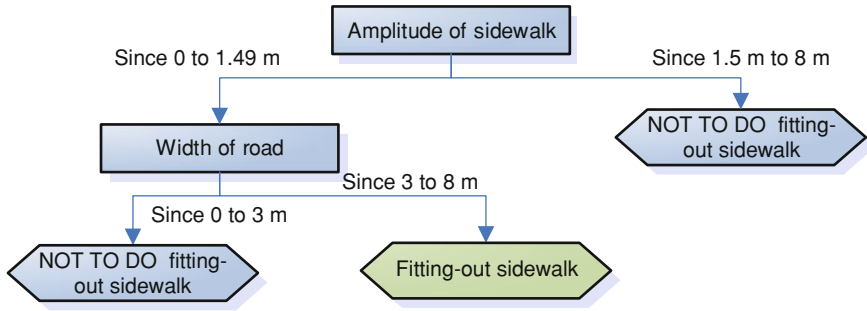 Amplitude of sidewalk
Since 0 to 1.49 m
Since 1.5 m to 8 m
NOT TO DO fitting-
out sidewalk
Width of road
Since 3 to 8 m
Since 0 to 3 m
NOT TO DO fitting-
out sidewalk
Fitting-out sidewalk